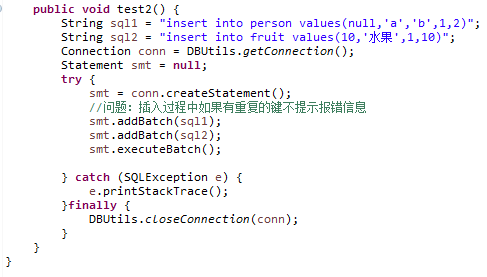 public void test2() {
String sql1 = "insert into person values(null,'a','b',1,2)";
String sql2 = "insert into fruit values(10,'水果',1,10)";
Connection conn = DBUtils.getConnection();
Statement smt = null;
try {
smt = conn.createStatement();
//问题：插入过程中如果有重复的键不提示报错信息
smt.addBatch(sql1);
smt.addBatch(sql2);
smt.executeBatch();
} catch (SQLException e) {
e.printStackTrace();
}finally {
DBUtils.closeConnection(conn);
}
}
}